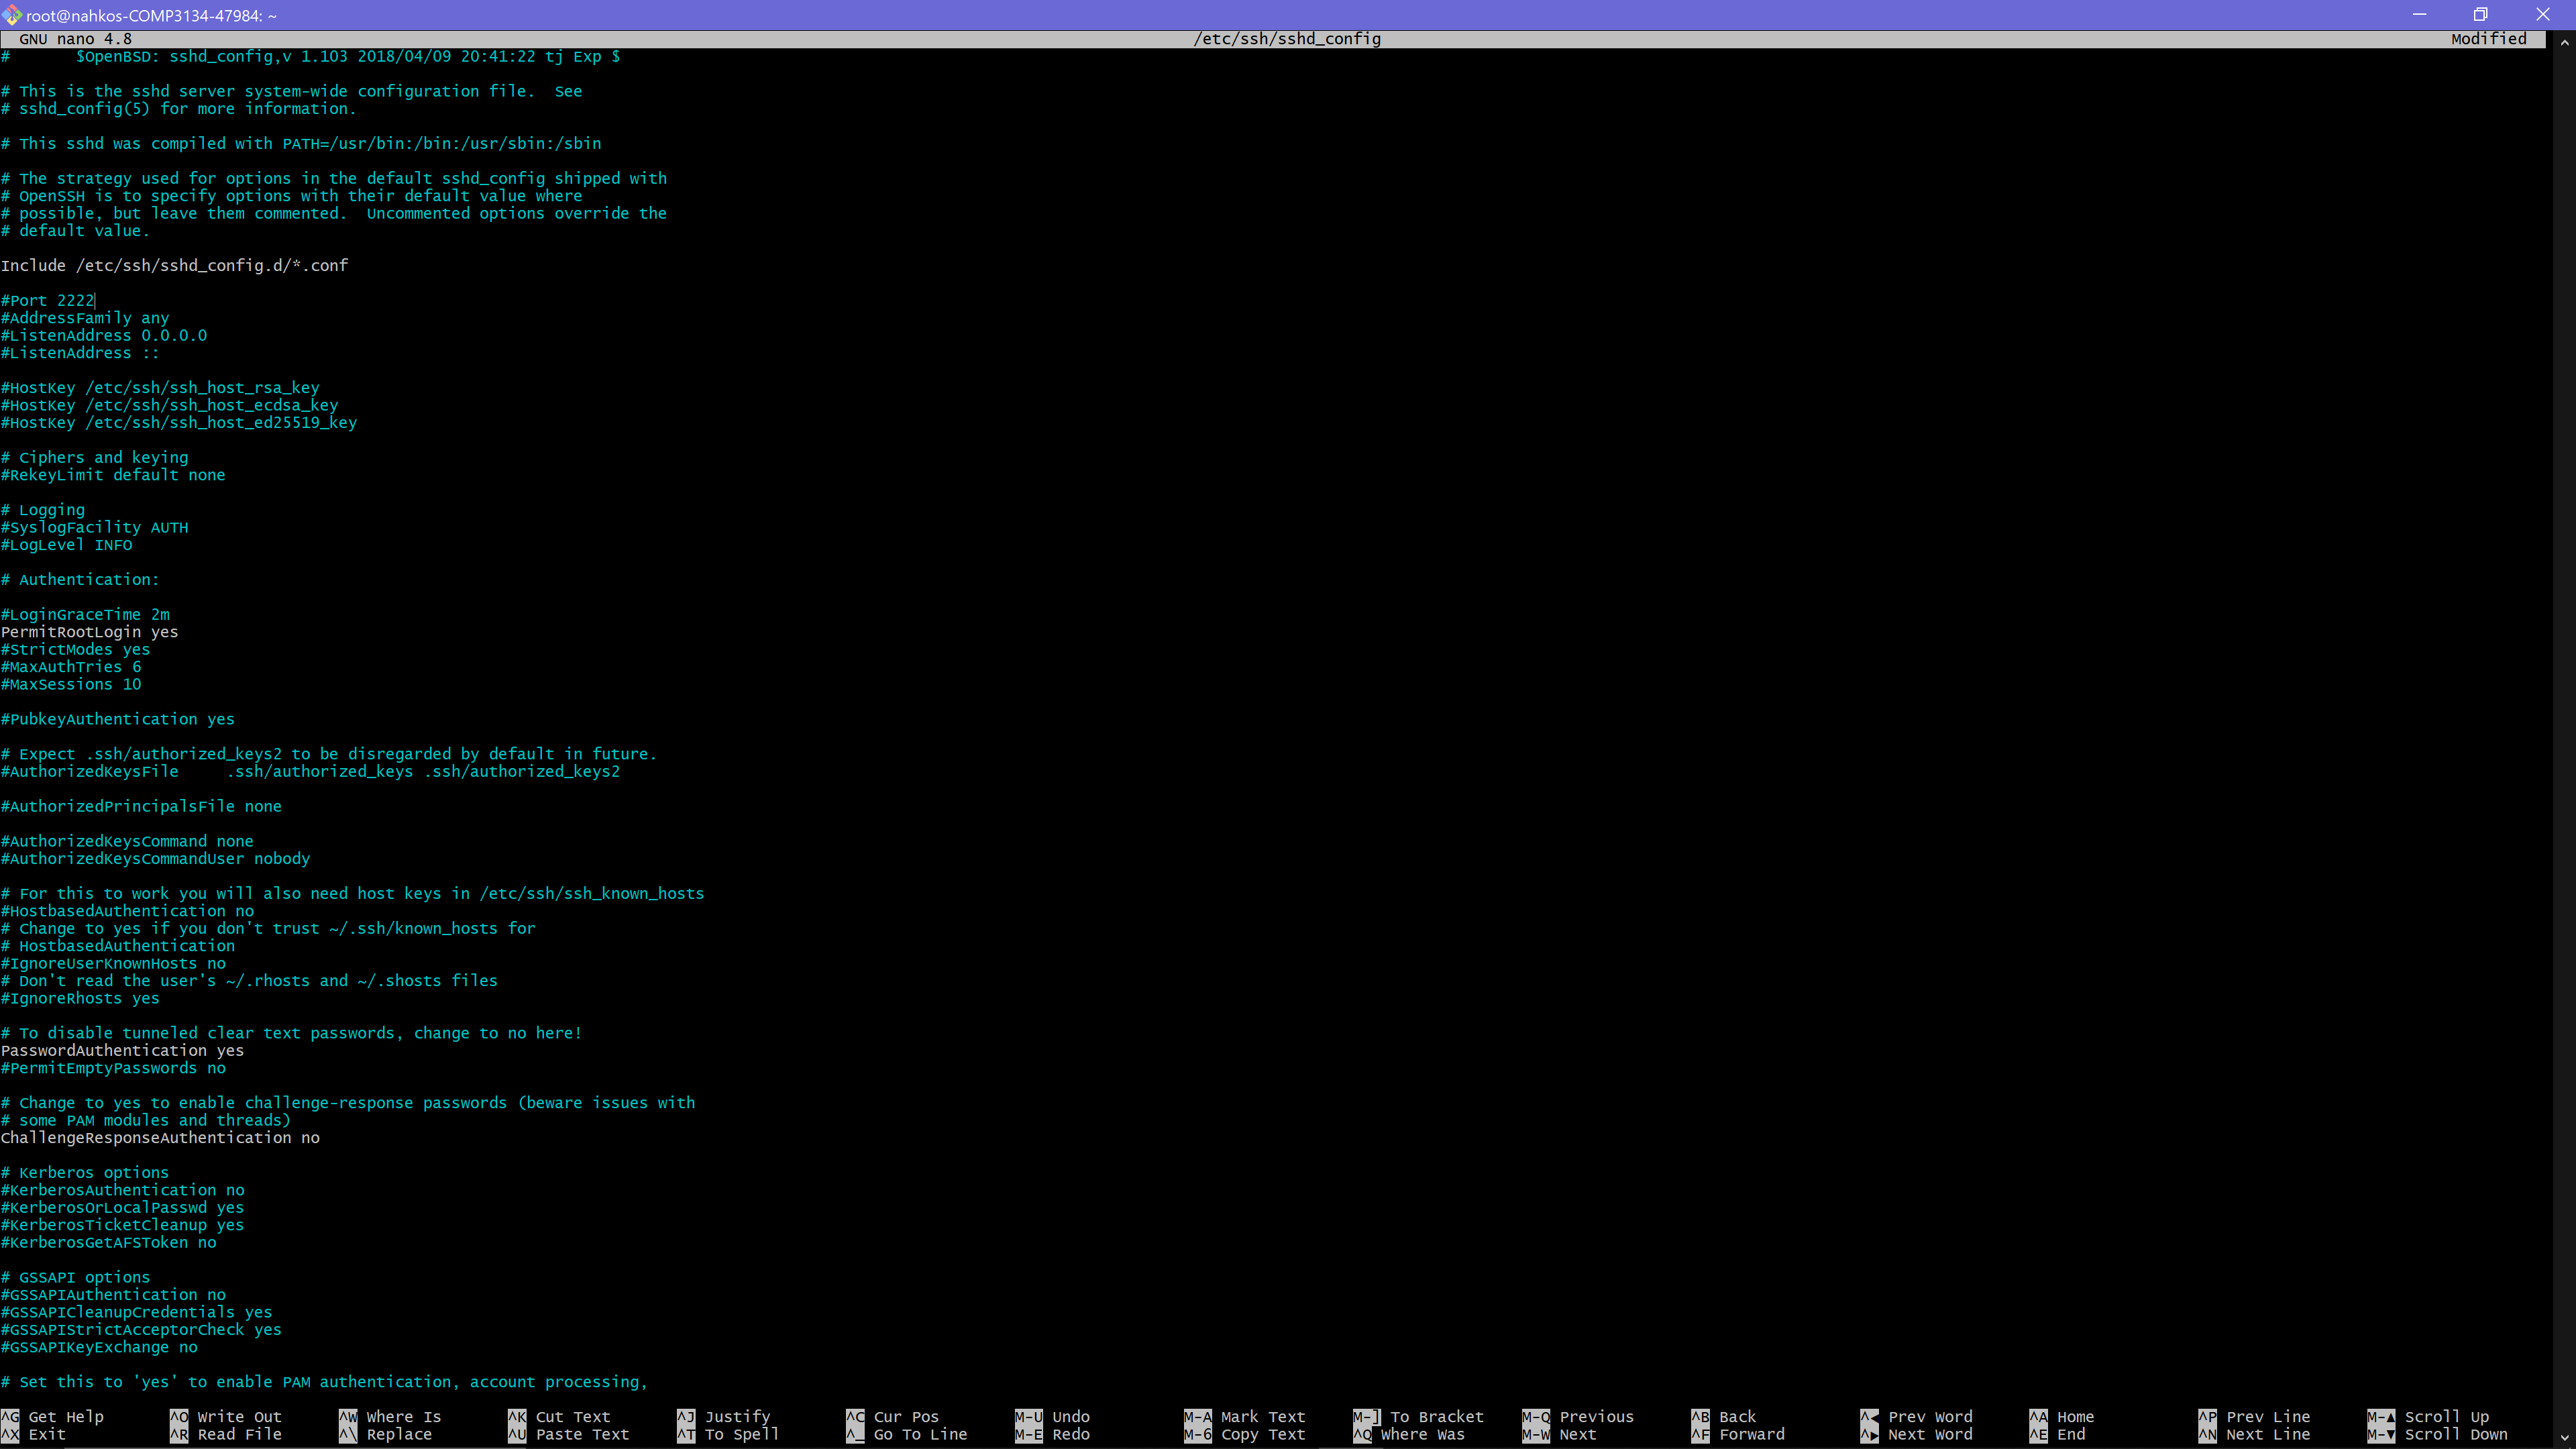 root@nahkos-COMP3134-47984: ~
GNU nano 4.8 /etc/ssh/sshd_config Modified
# $OpenBSD: sshd_config,v 1.103 2018/04/09 20:41:22 tj Exp $
# This is the sshd server system-wide configuration file. See
# sshd_config(5) for more information.
# This sshd was compiled with PATH=/usr/bin:/bin:/usr/sbin:/sbin
# The strategy used for options in the default sshd_config shipped with
# OpenSSH is to specify options with their default value where
# possible, but leave them commented. Uncommented options override the
# default value.
Include /etc/ssh/sshd_config.d/*.conf
#Port 2222
#AddressFamily any
#ListenAddress 0.0.0.0
#ListenAddress ::
#HostKey /etc/ssh/ssh_host_rsa_key
#HostKey /etc/ssh/ssh_host_ecdsa_key
#HostKey /etc/ssh/ssh_host_ed25519_key
# Ciphers and keying
#RekeyLimit default none
# Logging
#SyslogFacility AUTH
#LogLevel INFO
# Authentication:
#LoginGraceTime 2m
PermitRootLogin yes
#StrictModes yes
#MaxAuthTries 6
#MaxSessions 10
#PubkeyAuthentication yes
# Expect .ssh/authorized_keys2 to be disregarded by default in future.
#AuthorizedKeysFile .ssh/authorized_keys .ssh/authorized_keys2
#AuthorizedPrincipalsFile none
#AuthorizedKeysCommand none
#AuthorizedKeysCommandUser nobody
# For this to work you will also need host keys in /etc/ssh/ssh_known_hosts
#HostbasedAuthentication no
# Change to yes if you don't trust ~/.ssh/known_hosts for
# HostbasedAuthentication
#IgnoreUserKnownHosts no
# Don't read the user's ~/.rhosts and ~/.shosts files
#IgnoreRhosts yes
# To disable tunneled clear text passwords, change to no here!
PasswordAuthentication yes
#PermitEmptyPasswords no
# Change to yes to enable challenge-response passwords (beware issues with
# some PAM modules and threads)
ChallengeResponseAuthentication no
# Kerberos options
#KerberosAuthentication no
#KerberosOrLocalPasswd yes
#KerberosTicketCleanup yes
#KerberosGetAFSToken no
# GSSAPI options
#GSSAPIAuthentication no
#GSSAPICleanupCredentials yes
#GSSAPIStrictAcceptorCheck yes
#GSSAPIKeyExchange no
# Set this to 'yes' to enable PAM authentication, account processing,
^G Get Help ^O Write Out ^W Where Is ^K Cut Text ^J Justify ^C Cur Pos M-U Undo M-A Mark Text M-] To Bracket M-Q Previous ^B Back ^◀ Prev Word ^A Home ^P Prev Line M-▲ Scroll Up
^X Exit ^R Read File ^\ Replace ^U Paste Text ^T To Spell ^_ Go To Line M-E Redo M-6 Copy Text ^Q Where Was M-W Next ^F Forward ^▶ Next Word ^E End ^N Next Line M-▼ Scroll Down